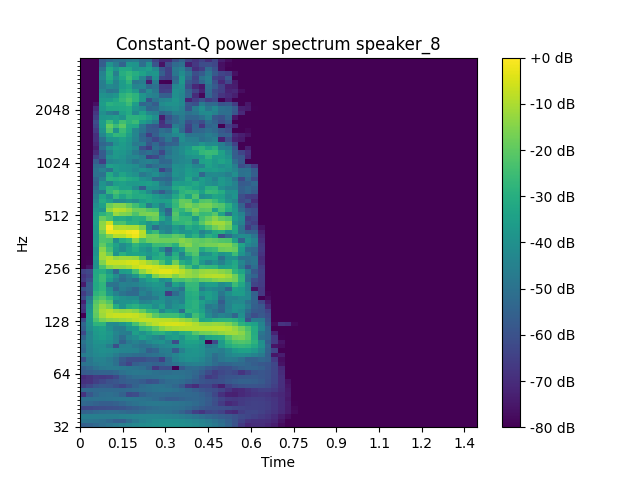 Constant-Q power spectrum speaker_8
Hz
2048
1024
512
256
128
64
32
0 0.15 0.3 0.45 0.6 0.75 0.9 1.1 1.2 1.4
Time
+0 dB
-10 dB
-20 dB
-30 dB
-40 dB
-50 dB
-60 dB
-70 dB
-80 dB